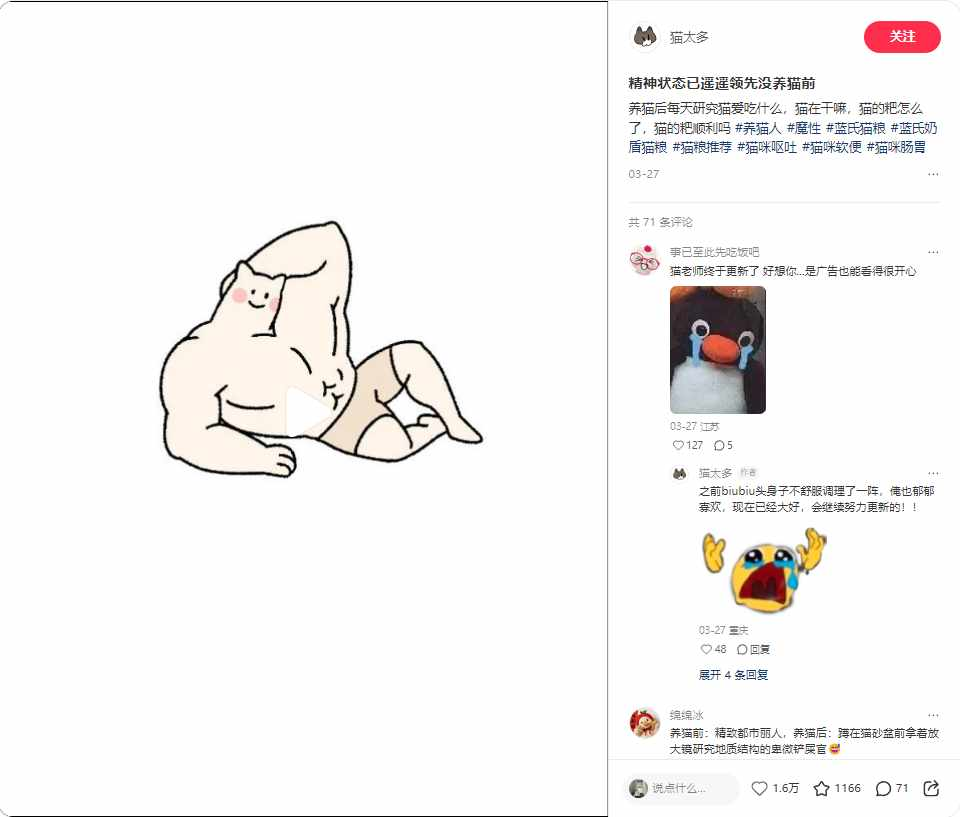 猫太多
关注
精神状态已遥遥领先没养猫前
养猫后每天研究猫爱吃什么，猫在干嘛，猫的粑怎么
了，猫的粑顺利吗 #养猫人 #魔性 #蓝氏猫粮 #蓝氏奶
盾猫粮 #猫粮推荐 #猫咪呕吐 #猫咪软便 #猫咪肠胃
03-27
共 71 条评论
事已至此先吃饭吧
猫老师终于更新了 好想你...是广告也能看得很开心
03-27 江苏
127 5
猫太多 作者
之前biubiu头身子不舒服调理了一阵，俺也郁郁
寡欢，现在已经大好，会继续努力更新的！！
03-27 重庆
48 回复
展开 4 条回复
绵绵冰
养猫前：精致都市丽人，养猫后：蹲在猫砂盆前拿着放
大镜研究地质结构的卑微铲屎官😅
说点什么...
1.6万 1166 71